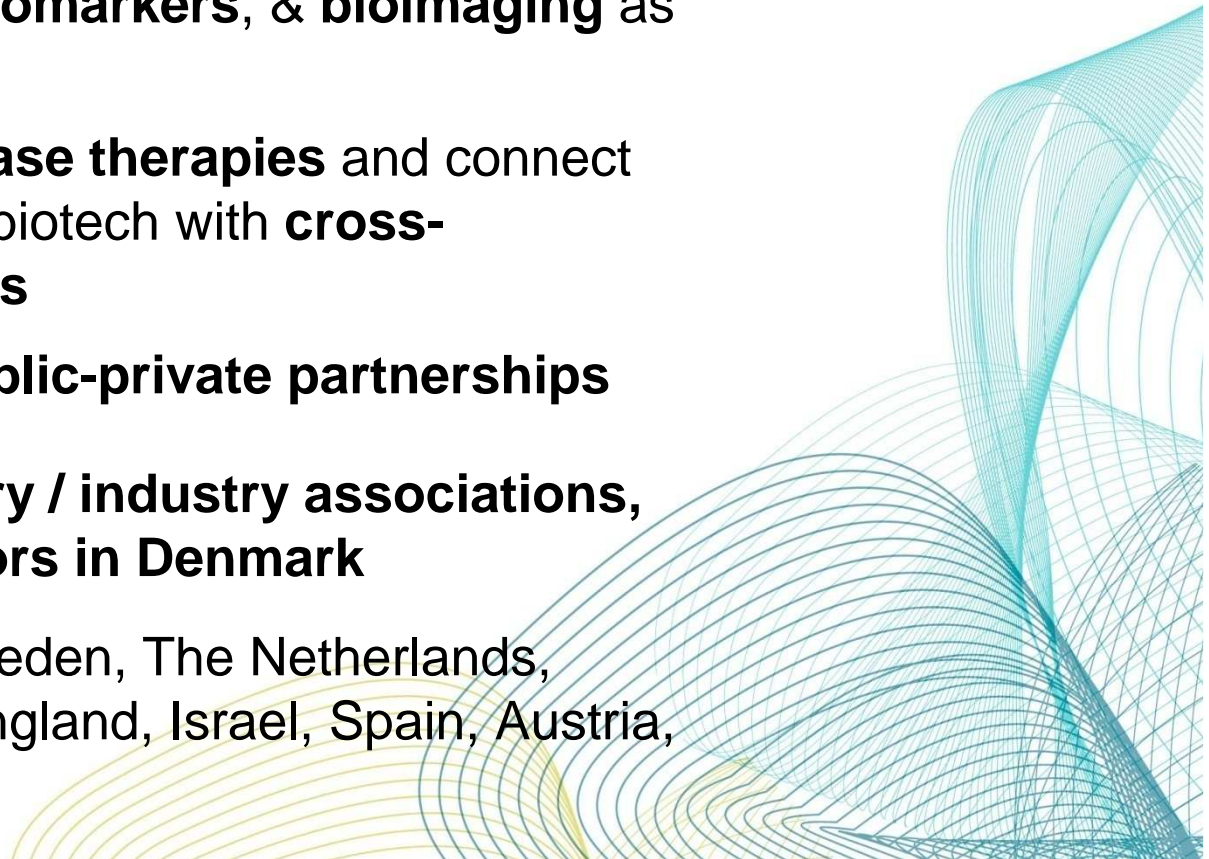 omarkers, & bioimaging as
ase therapies and connect
biotech with cross-
s
blic-private partnerships
ry / industry associations,
ors in Denmark
eden, The Netherlands,
ngland, Israel, Spain, Austria,